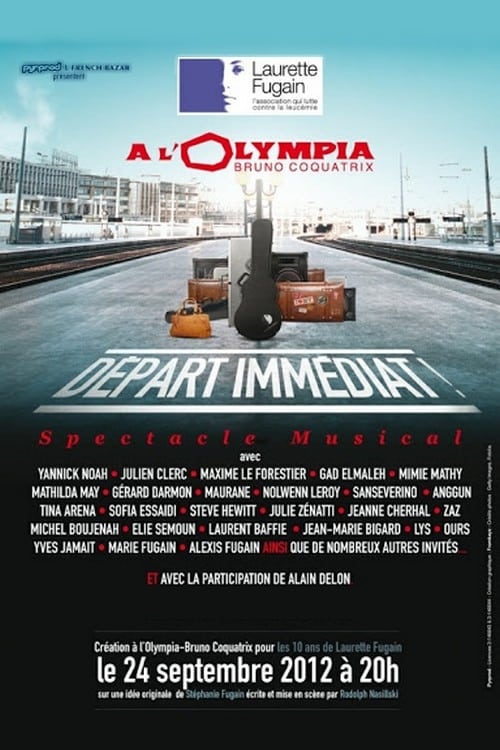 pyrprod & FRENCH BAZAR
présentent
Laurette
Fugain
l'association qui lutte
contre la leucémie
A L'OLYMPIA
BRUNO COQUATRIX
DÉPART IMMÉDIAT !
Spectacle Musical
avec
YANNICK NOAH • JULIEN CLERC • MAXIME LE FORESTIER • GAD ELMALEH • MIMIE MATHY
MATHILDA MAY • GÉRARD DARMON • MAURANE • NOLWENN LEROY • SANSEVERINO • ANGGUN
TINA ARENA • SOFIA ESSAIDI • STEVE HEWITT • JULIE ZÉNATTI • JEANNE CHERHAL • ZAZ
MICHEL BOUJENAH • ELIE SEMOUN • LAURENT BAFFIE • JEAN-MARIE BIGARD • LYS • OURS
YVES JAMAIT • MARIE FUGAIN • ALEXIS FUGAIN AINSI QUE DE NOMBREUX AUTRES INVITÉS...
ET AVEC LA PARTICIPATION DE ALAIN DELON
Création à l'Olympia-Bruno Coquatrix pour les 10 ans de Laurette Fugain
le 24 septembre 2012 à 20h
sur une idée originale de Stéphanie Fugain écrite et mise en scène par Rodolph Nasillski